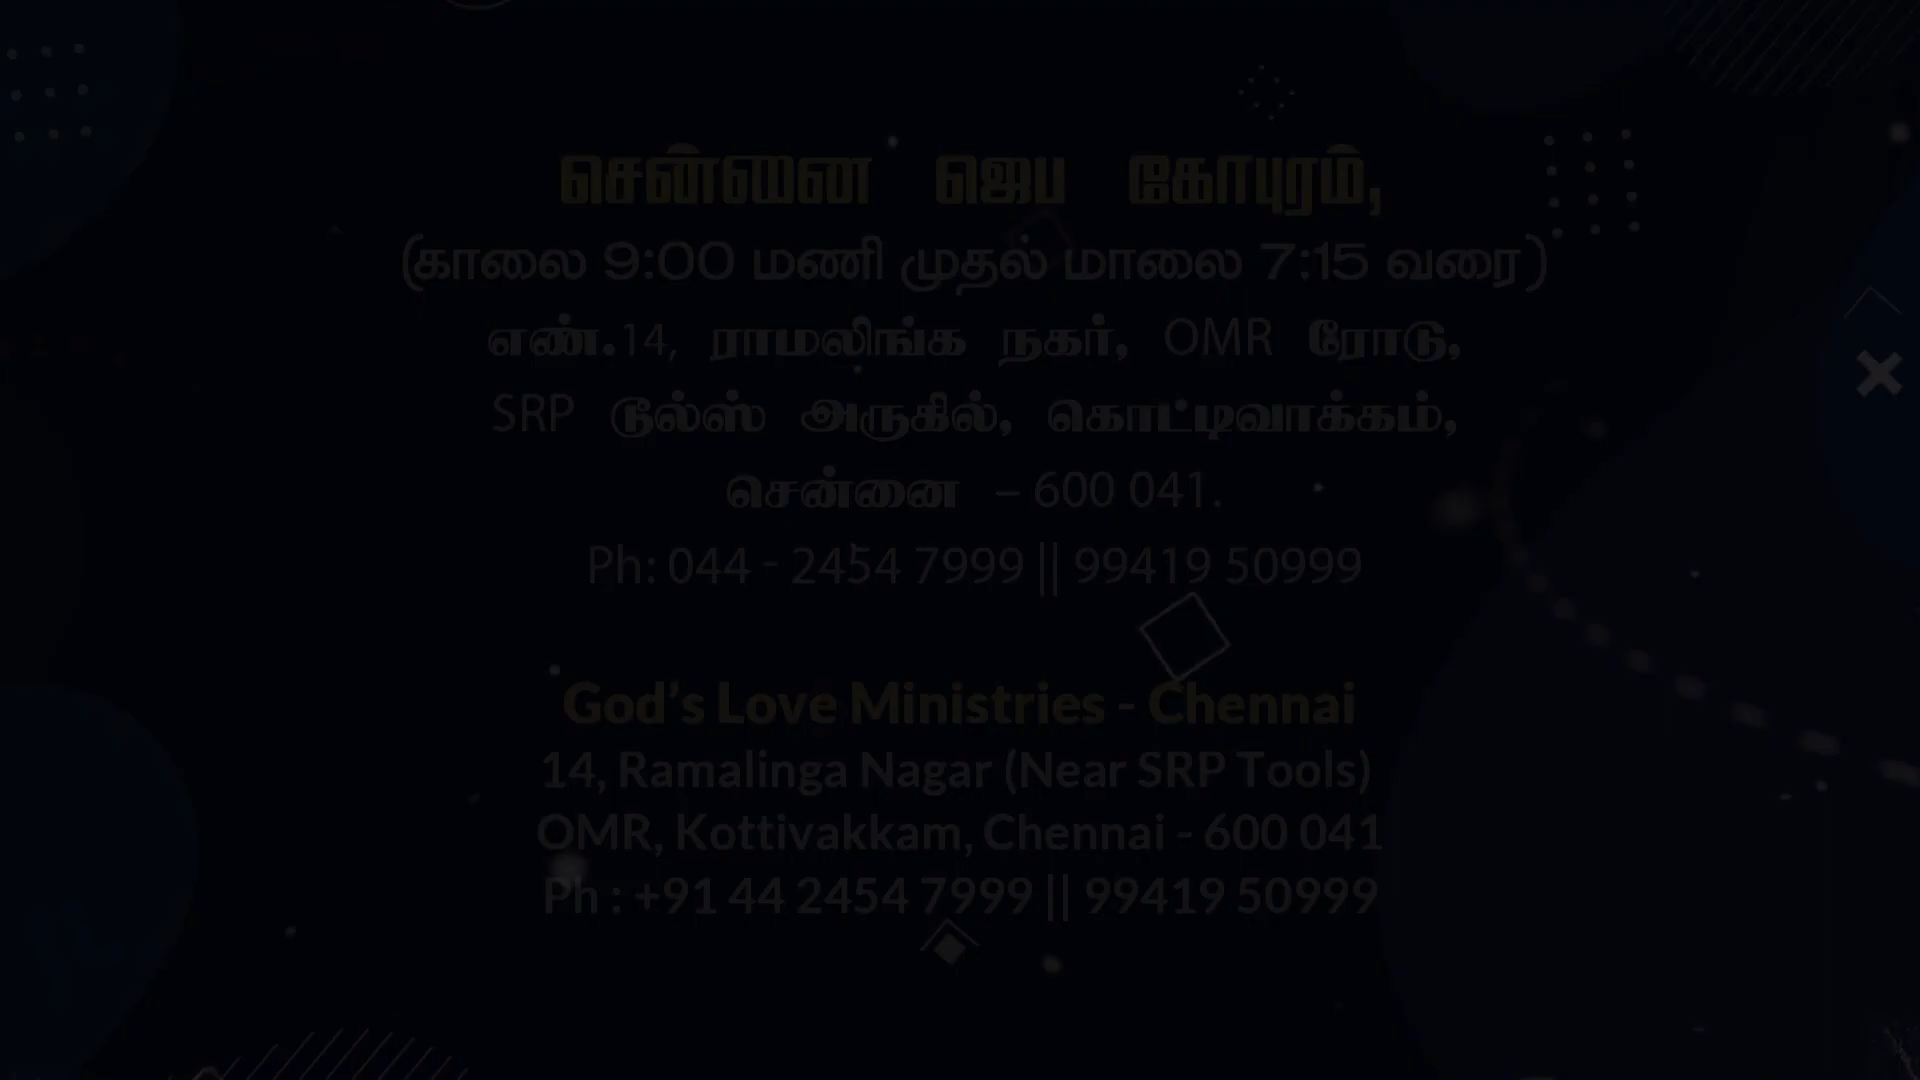 சென்னை ஜெப கோபுரம்,
(காலை 9:00 மணி முதல் மாலை 7:15 வரை)
எண்.14, ராமலிங்க நகர், OMR ரோடு,
SRP டூல்ஸ் அருகில், கொட்டிவாக்கம்,
சென்னை – 600 041.
Ph: 044 - 2454 7999 || 99419 50999
God’s Love Ministries - Chennai
14, Ramalinga Nagar (Near SRP Tools)
OMR, Kottivakkam, Chennai - 600 041
Ph : +91 44 2454 7999 || 99419 50999